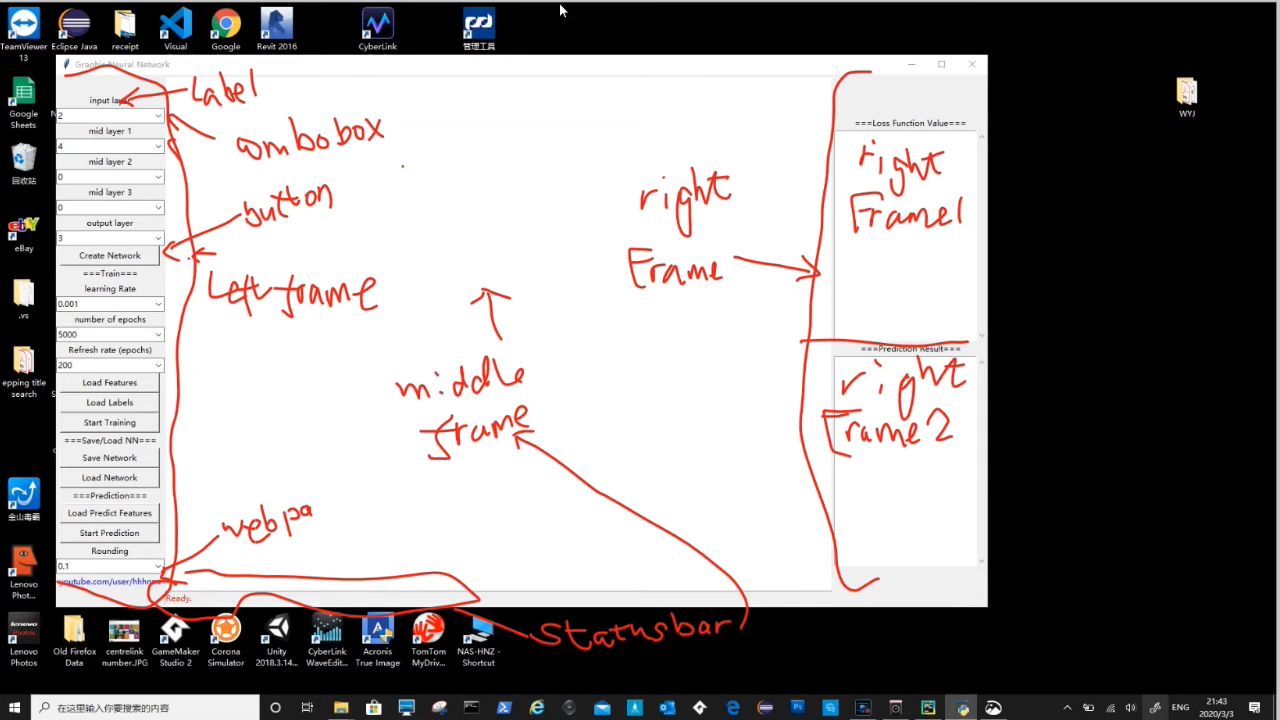 TeamViewer 13
Eclipse Java
receipt
Visual
Google
Revit 2016
CyberLink
管理工具
Google Sheets
回收站
eBay
.vs
epping title search
金山毒霸
Lenovo Phot...
WYJ
Graphic Neural Network
input layer
2
mid layer 1
4
mid layer 2
0
mid layer 3
0
output layer
3
Create Network
===Train===
learning Rate
0.001
number of epochs
5000
Refresh rate (epochs)
200
Load Features
Load Labels
Start Training
===Save/Load NN===
Save Network
Load Network
===Prediction===
Load Predict Features
Start Prediction
Rounding
0.1
Ready.
Label
combobox
button
Left frame
middle
frame
webpa
statusbar
right
Frame
===Loss Function Value===
right
Frame1
===Prediction Result===
right
Frame2
Lenovo Photos
Old Firefox Data
centrelink number.JPG
GameMaker Studio 2
Corona Simulator
Unity 2018.3.14...
CyberLink WaveEdit...
Acronis True Image
TomTom MyDriv...
NAS-HNZ - Shortcut
在这里输入你要搜索的内容
21:43
2020/3/3